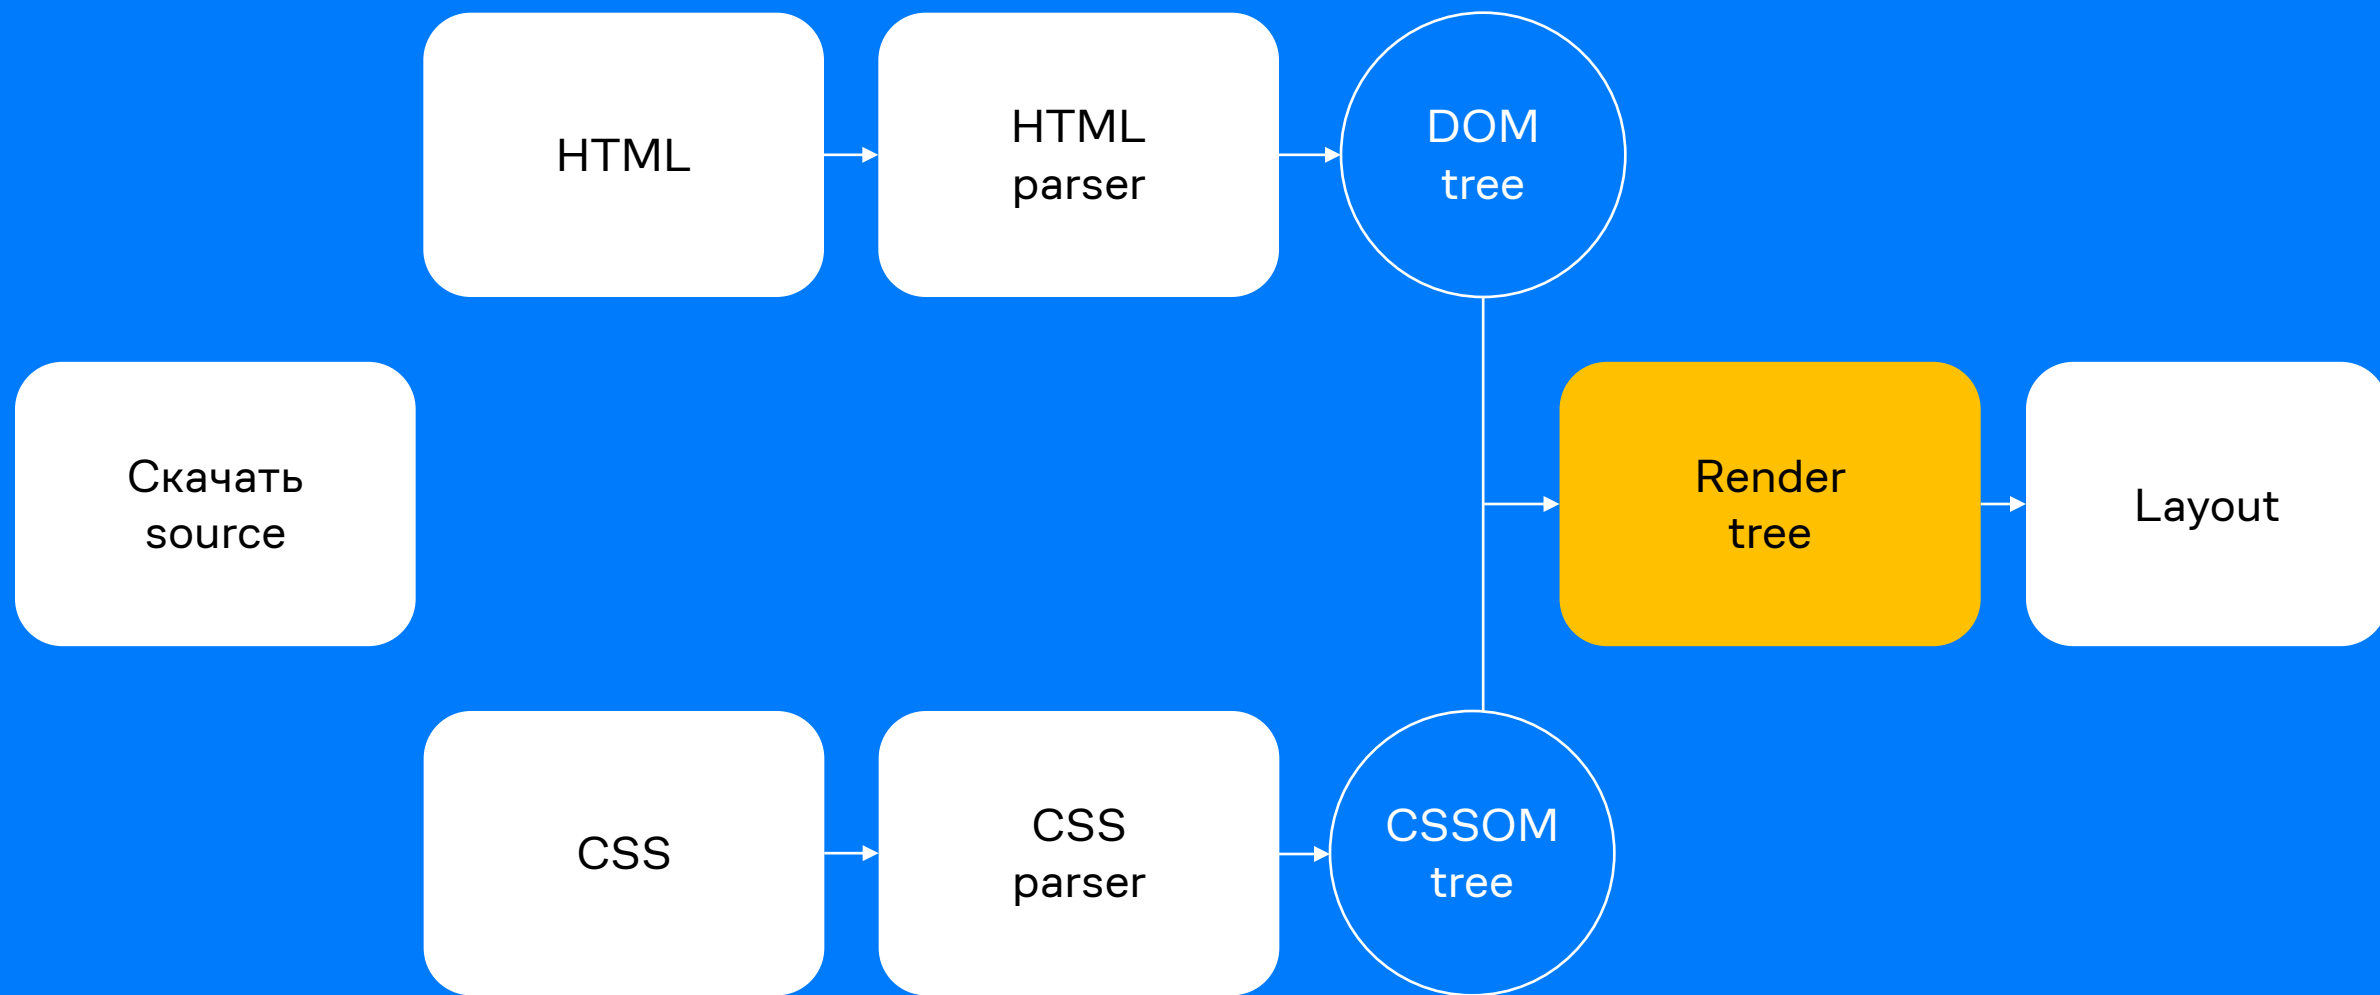 HTML
HTML
parser
DOM
tree
Скачать
source
Render
tree
Layout
CSS
CSS
parser
CSSOM
tree